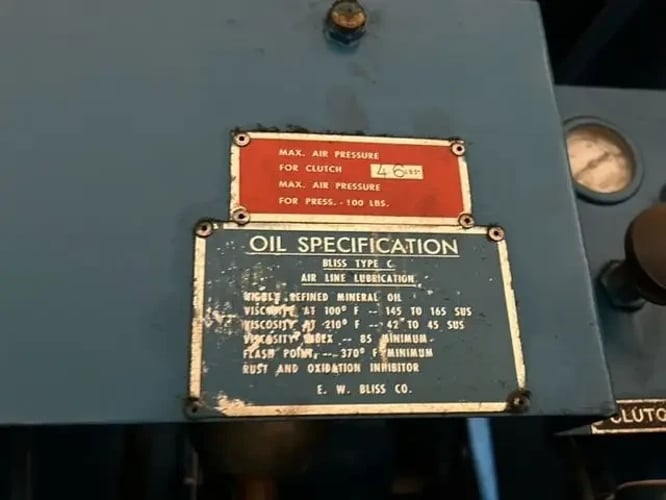 MAX. AIR PRESSURE
FOR CLUTCH 46 LBS.
MAX. AIR PRESSURE
FOR PRESS. - 100 LBS.
OIL SPECIFICATION
BLISS TYPE C
AIR LINE LUBRICATION
HIGHLY REFINED MINERAL OIL
VISCOSITY AT 100° F -- 145 TO 165 SUS
VISCOSITY AT 210° F -- 42 TO 45 SUS
VISCOSITY INDEX -- 85 MINIMUM
FLASH POINT -- 370° F MINIMUM
RUST AND OXIDATION INHIBITOR
E. W. BLISS CO.